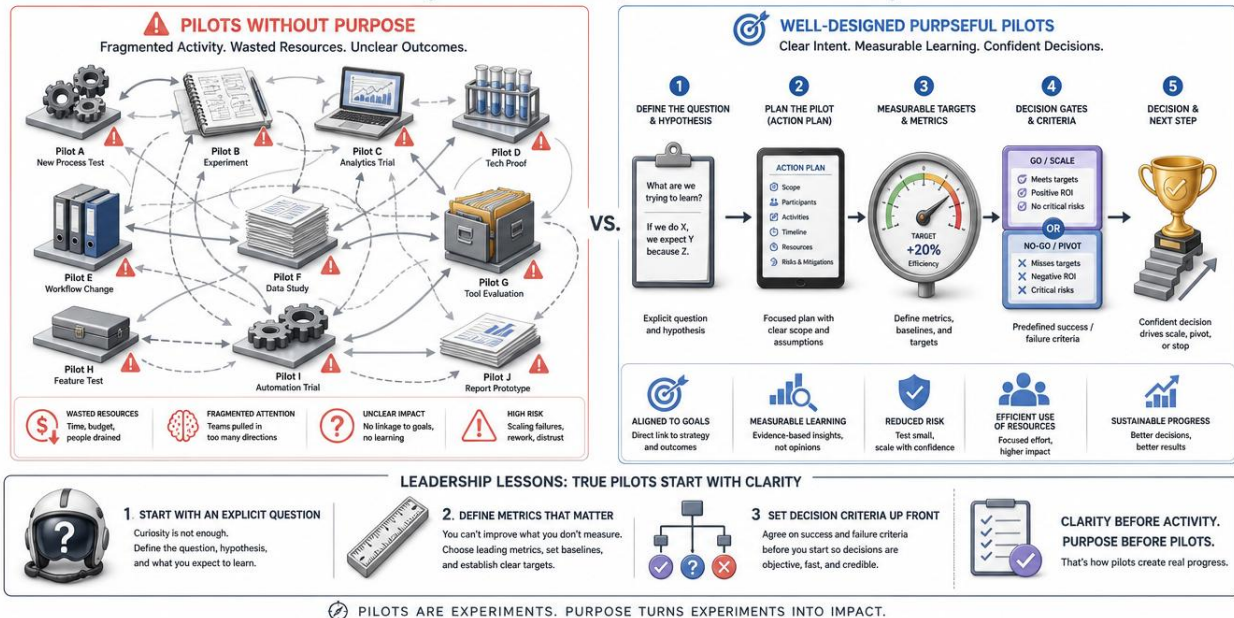 PILOTS WITHOUT PURPOSE
Fragmented Activity. Wasted Resources. Unclear Outcomes.
Pilot A
New Process Test
Pilot B
Experiment
Pilot C
Analytics Trial
Pilot D
Tech Proof
Pilot E
Workflow Change
Pilot F
Data Study
Pilot G
Tool Evaluation
Pilot H
Feature Test
Pilot I
Automation Trial
Pilot J
Report Prototype
WASTED RESOURCES
Time, budget,
people drained
FRAGMENTED ATTENTION
Teams pulled in
too many directions
UNCLEAR IMPACT
No linkage to goals,
no learning
HIGH RISK
Scaling failures,
rework, distrust
VS.
WELL-DESIGNED PURPSEFUL PILOTS
Clear Intent. Measurable Learning. Confident Decisions.
1
DEFINE THE QUESTION
& HYPOTHESIS
What are we
trying to learn?
If we do X,
we expect Y
because Z.
Explicit question
and hypothesis
2
PLAN THE PILOT
(ACTION PLAN)
ACTION PLAN
Scope
Participants
Activities
Timeline
Resources
Risks & Mitigations
Focused plan with
clear scope and
assumptions
3
MEASURABLE TARGETS
& METRICS
TARGET
+20%
Efficiency
Define metrics,
baselines, and
targets
4
DECISION GATES
& CRITERIA
GO / SCALE
Meets targets
Positive ROI
No critical risks
OR
NO-GO / PIVOT
Misses targets
Negative ROI
Critical risks
Predefined success /
failure criteria
5
DECISION &
NEXT STEP
Confident decision
drives scale, pivot,
or stop
ALIGNED TO GOALS
Direct link to strategy
and outcomes
MEASURABLE LEARNING
Evidence-based insights,
not opinions
REDUCED RISK
Test small,
scale with confidence
EFFICIENT USE
OF RESOURCES
Focused effort,
higher impact
SUSTAINABLE PROGRESS
Better decisions,
better results
LEADERSHIP LESSONS: TRUE PILOTS START WITH CLARITY
1. START WITH AN EXPLICIT QUESTION
Curiosity is not enough.
Define the question, hypothesis,
and what you expect to learn.
2. DEFINE METRICS THAT MATTER
You can't improve what you don't measure.
Choose leading metrics, set baselines,
and establish clear targets.
3 SET DECISION CRITERIA UP FRONT
Agree on success and failure criteria
before you start so decisions are
objective, fast, and credible.
CLARITY BEFORE ACTIVITY.
PURPOSE BEFORE PILOTS.
That's how pilots create real progress.
PILOTS ARE EXPERIMENTS. PURPOSE TURNS EXPERIMENTS INTO IMPACT.